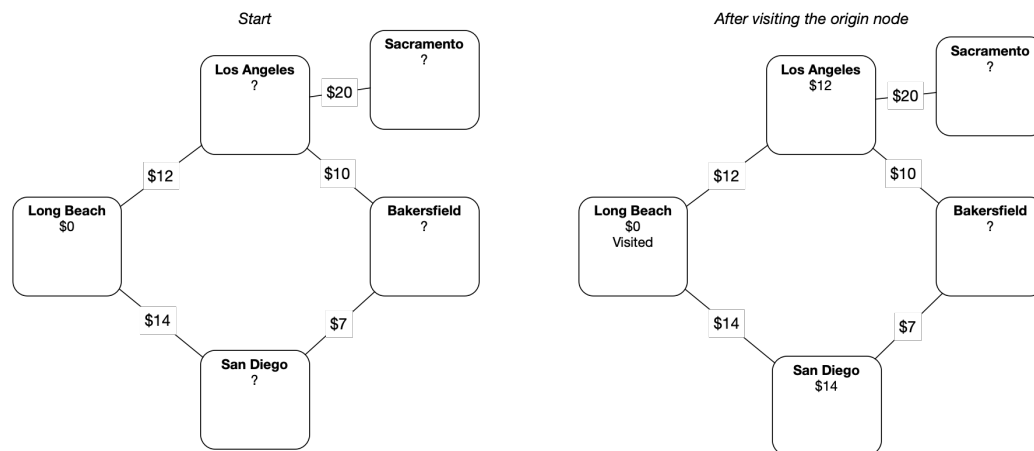 Start
Sacramento
?
Los Angeles
?
$20
$12
$10
Long Beach
$0
Bakersfield
?
$14
$7
San Diego
?
After visiting the origin node
Sacramento
?
Los Angeles
$12
$20
$12
$10
Long Beach
$0
Visited
Bakersfield
?
$14
$7
San Diego
$14